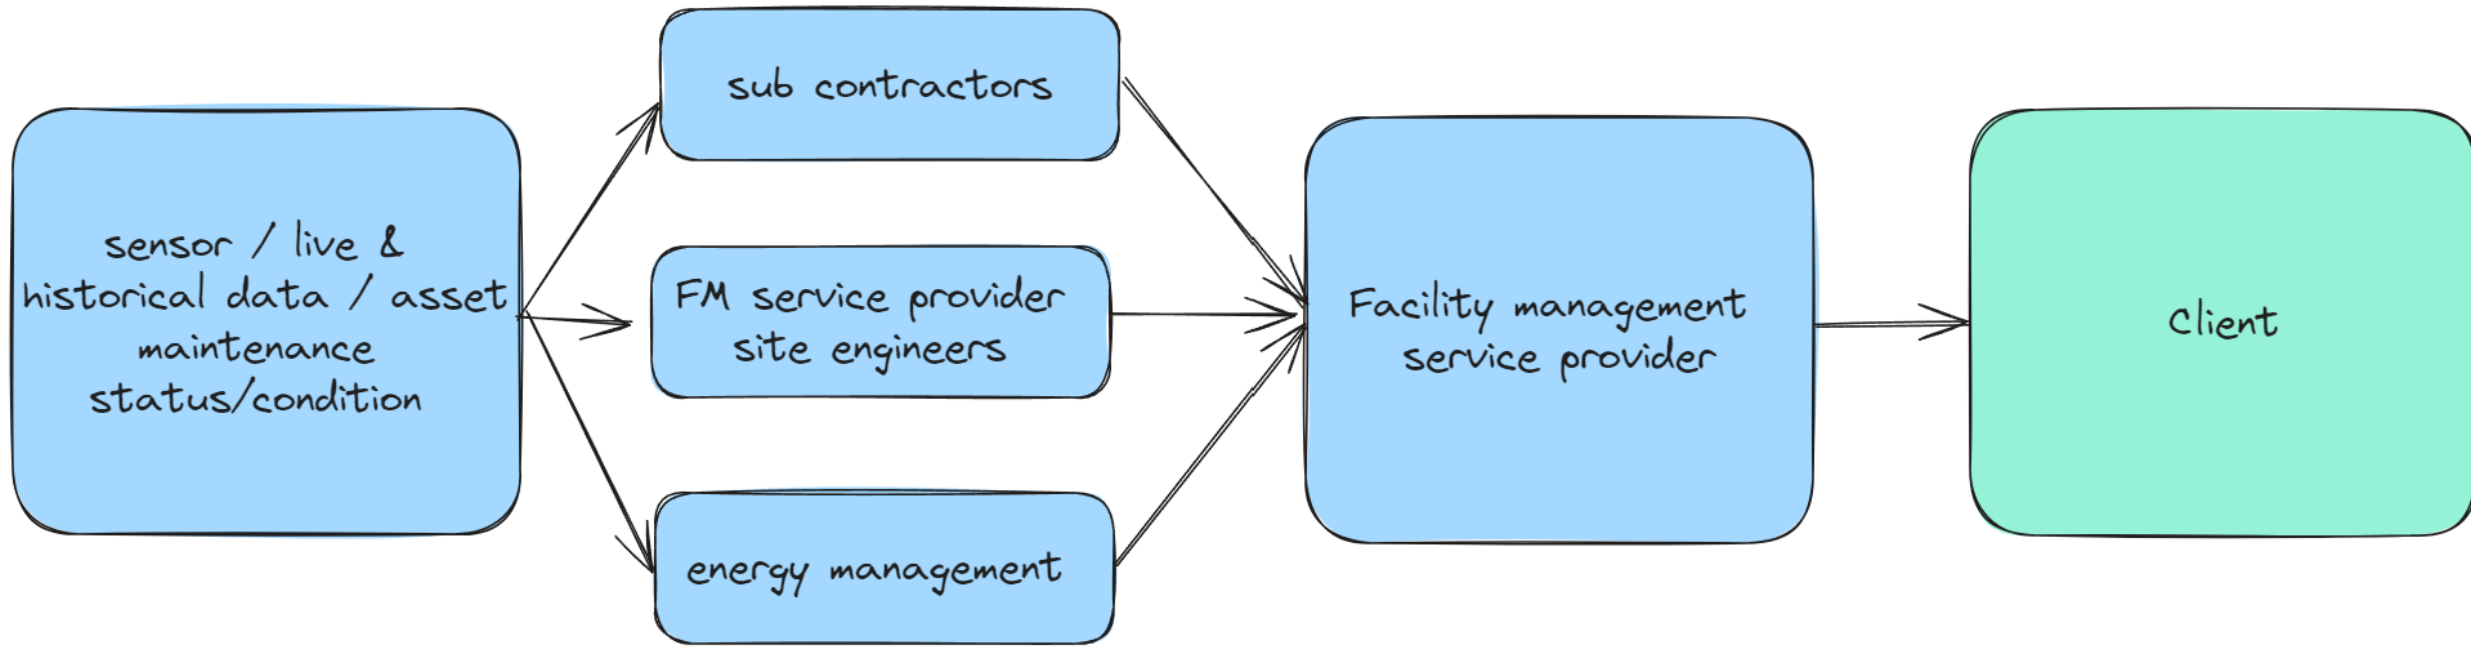 sub contractors
sensor / live &
historical data / asset
maintenance
status/condition
FM service provider
site engineers
energy management
Facility management
service provider
Client